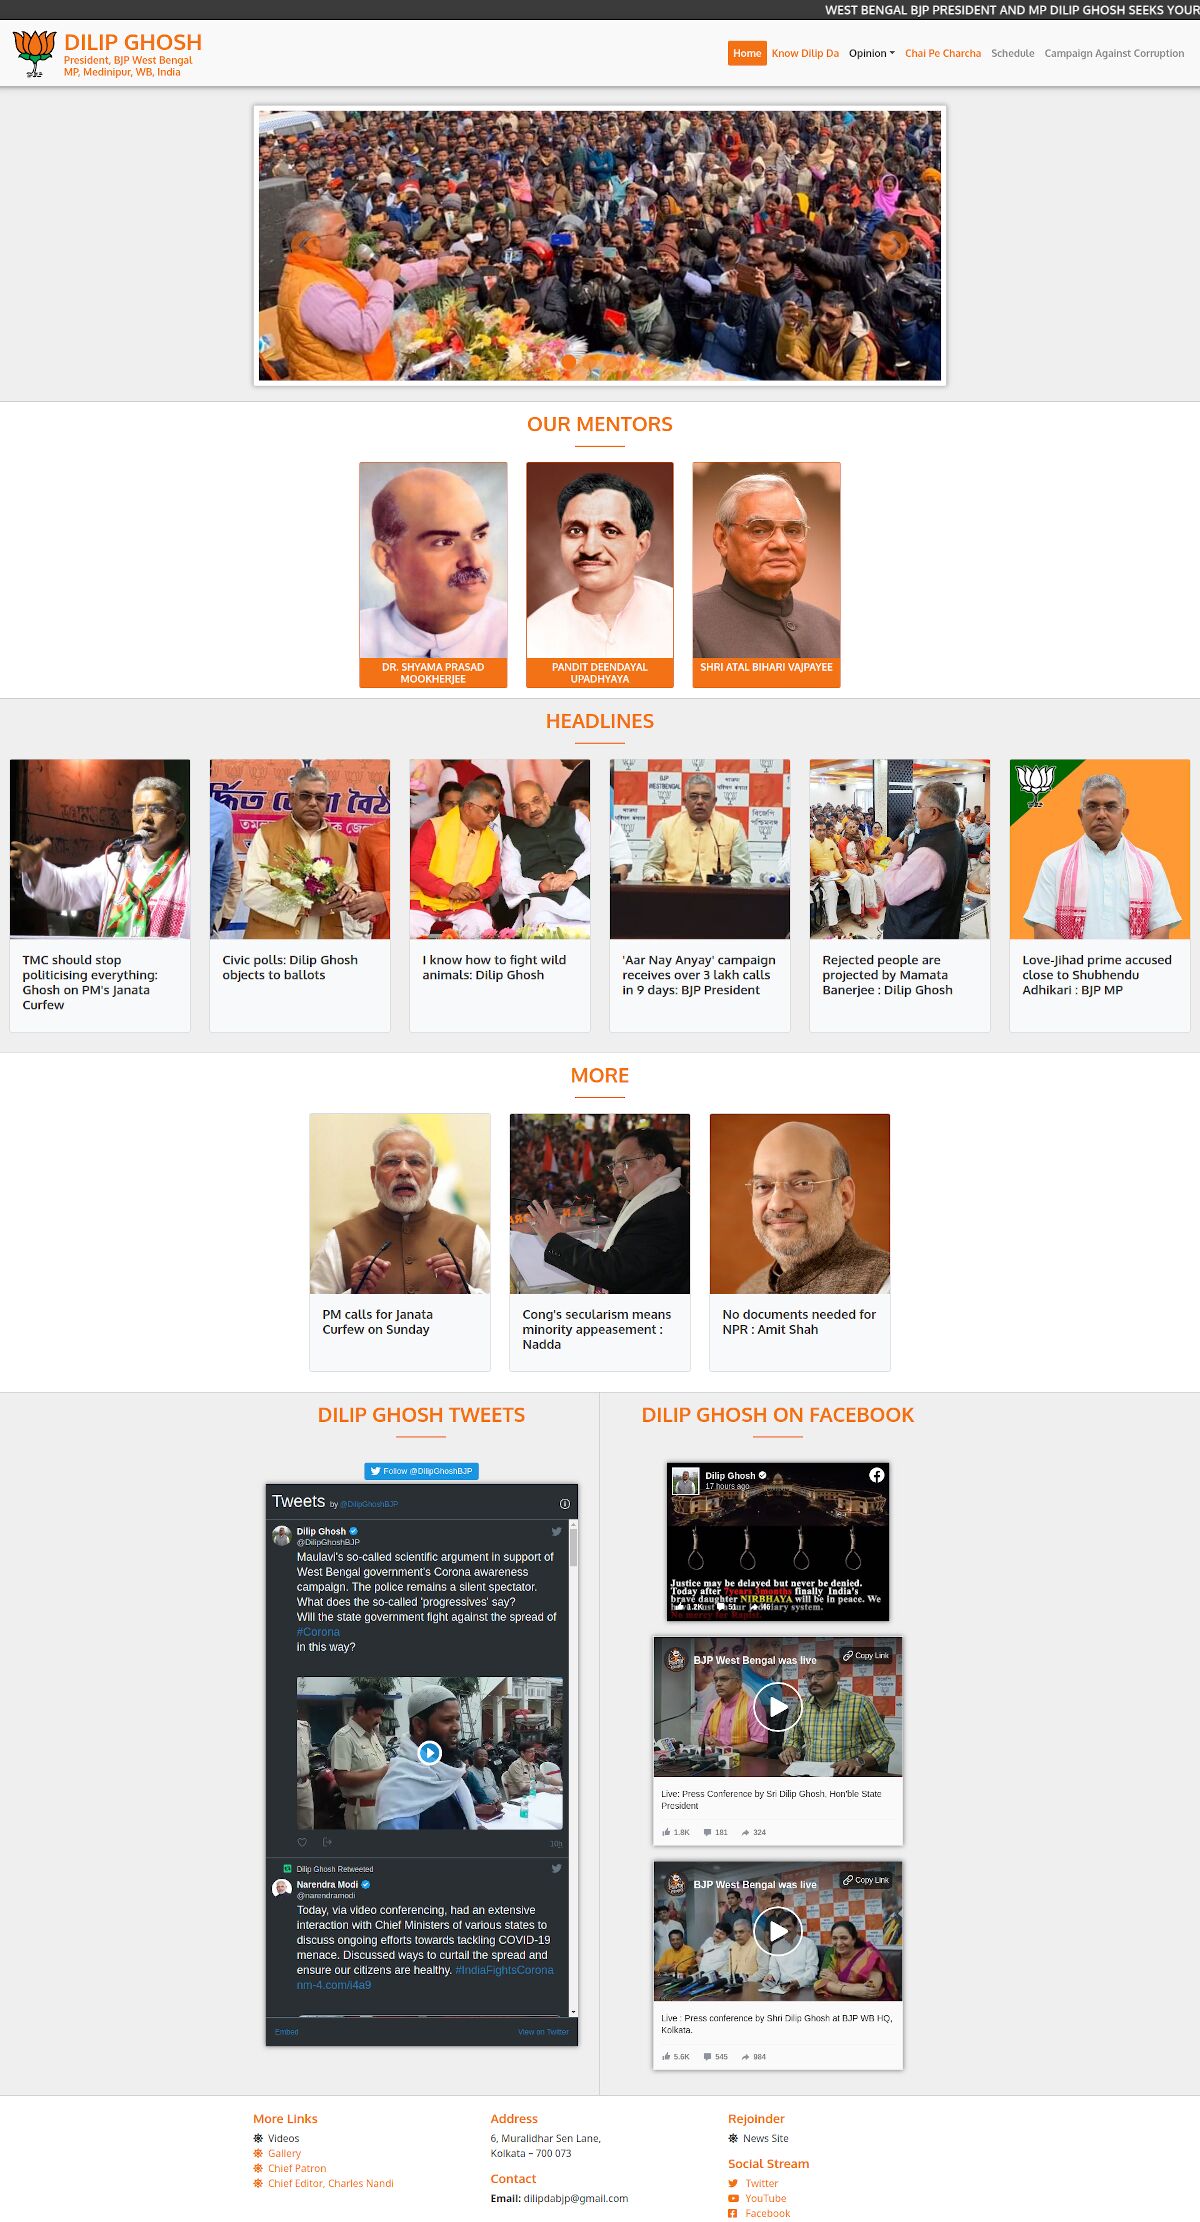 WEST BENGAL BJP PRESIDENT AND MP DILIP GHOSH SEEKS YOUR
DILIP GHOSH
President, BJP West Bengal
MP, Medinipur, WB, India
Home Know Dilip Da Opinion Chai Pe Charcha Schedule Campaign Against Corruption
OUR MENTORS
DR. SHYAMA PRASAD
MOOKHERJEE
PANDIT DEENDAYAL
UPADHYAYA
SHRI ATAL BIHARI VAJPAYEE
HEADLINES
BJP
WESTBENGAL
TMC should stop
politicising everything:
Ghosh on PM's Janata
Curfew
Civic polls: Dilip Ghosh
objects to ballots
I know how to fight wild
animals: Dilip Ghosh
'Aar Nay Anyay' campaign
receives over 3 lakh calls
in 9 days: BJP President
Rejected people are
projected by Mamata
Banerjee : Dilip Ghosh
Love-Jihad prime accused
close to Shubhendu
Adhikari : BJP MP
MORE
PM calls for Janata
Curfew on Sunday
Cong's secularism means
minority appeasement :
Nadda
No documents needed for
NPR : Amit Shah
DILIP GHOSH TWEETS
Follow @DilipGhoshBJP
Tweets by @DilipGhoshBJP
Dilip Ghosh
@DilipGhoshBJP
Maulavi's so-called scientific argument in support of
West Bengal government's Corona awareness
campaign. The police remains a silent spectator.
What does the so-called 'progressives' say?
Will the state government fight against the spread of
#Corona
in this way?
10h
Dilip Ghosh Retweeted
Narendra Modi
@narendramodi
Today, via video conferencing, had an extensive
interaction with Chief Ministers of various states to
discuss ongoing efforts towards tackling COVID-19
menace. Discussed ways to curtail the spread and
ensure our citizens are healthy. #IndiaFightsCorona
nm-4.com/i4a9
Embed View on Twitter
DILIP GHOSH ON FACEBOOK
Dilip Ghosh
17 hours ago
Justice may be delayed but never be denied.
Today after 7years 3months finally India's
brave daughter NIRBHAYA will be in peace. We
1.2K 51 46
No mercy for Rapist.
BJP West Bengal was live
Copy Link
Live: Press Conference by Sri Dilip Ghosh, Hon'ble State
President
1.8K 181 324
BJP West Bengal was live
Copy Link
Live : Press conference by Shri Dilip Ghosh at BJP WB HQ,
Kolkata.
5.6K 545 984
More Links
Videos
Gallery
Chief Patron
Chief Editor, Charles Nandi
Address
6, Muralidhar Sen Lane,
Kolkata – 700 073
Contact
Email: dilipdabjp@gmail.com
Rejoinder
News Site
Social Stream
Twitter
YouTube
Facebook